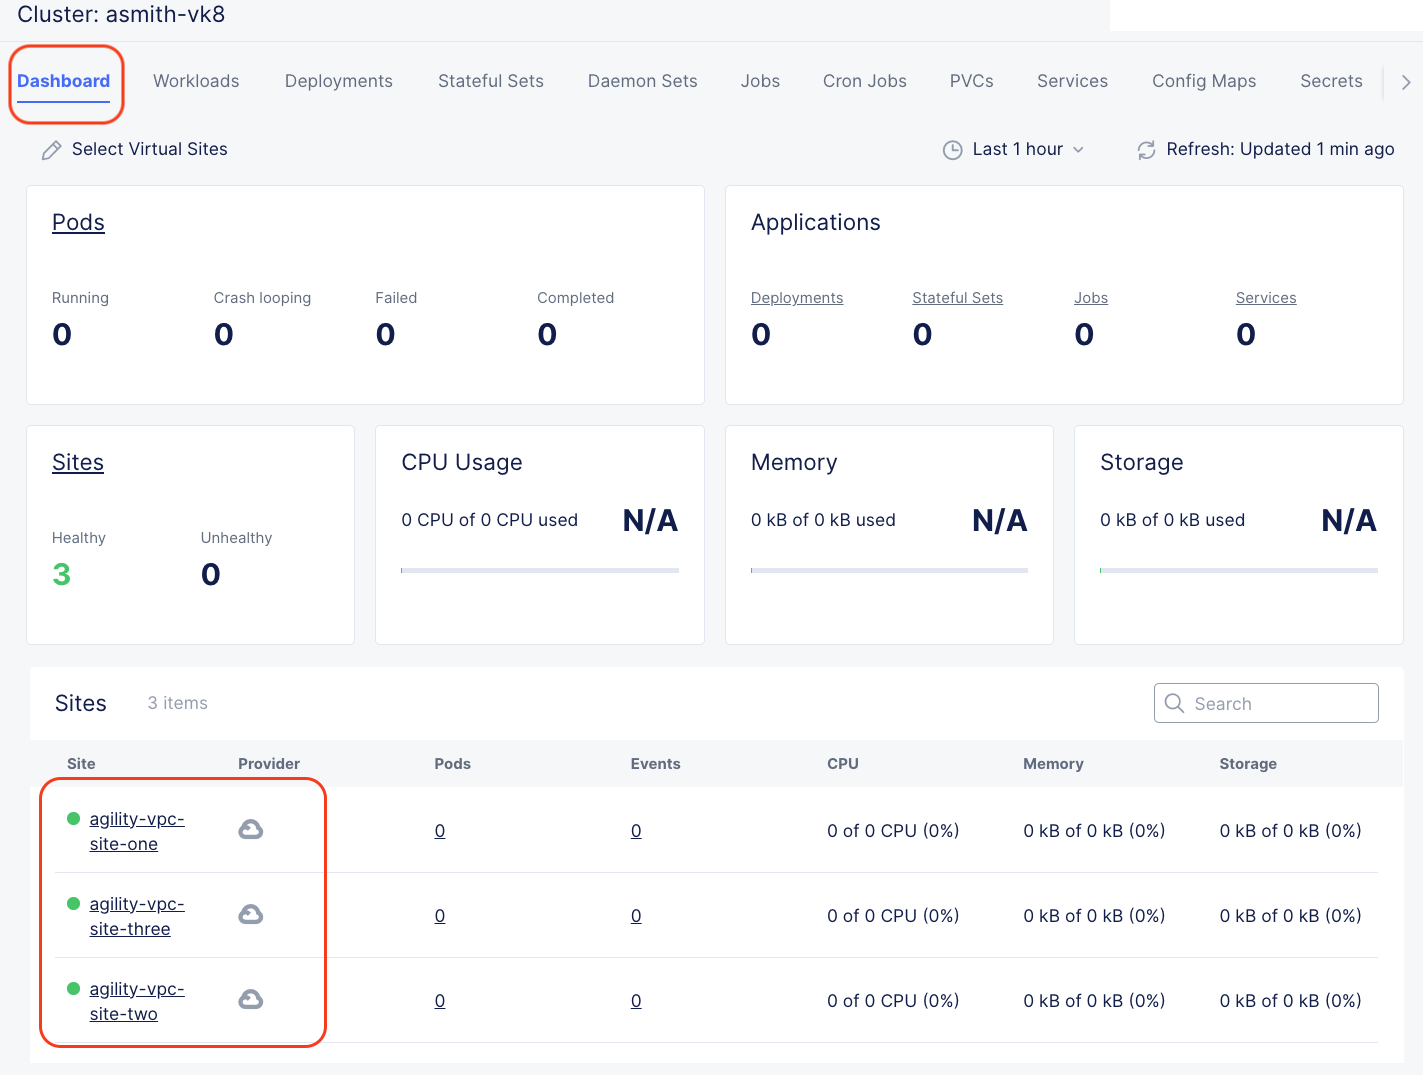 Cluster: asmith-vk8
Dashboard Workloads Deployments Stateful Sets Daemon Sets Jobs Cron Jobs PVCs Services Config Maps Secrets
Select Virtual Sites Last 1 hour Refresh: Updated 1 min ago
Pods Applications
Running Crash looping Failed Completed Deployments Stateful Sets Jobs Services
0 0 0 0 0 0 0 0
Sites CPU Usage Memory Storage
0 CPU of 0 CPU used N/A 0 kB of 0 kB used N/A 0 kB of 0 kB used N/A
Healthy Unhealthy
3 0
Sites 3 items Search
Site Provider Pods Events CPU Memory Storage
agility-vpc-
site-one 0 0 0 of 0 CPU (0%) 0 kB of 0 kB (0%) 0 kB of 0 kB (0%)
agility-vpc-
site-three 0 0 0 of 0 CPU (0%) 0 kB of 0 kB (0%) 0 kB of 0 kB (0%)
agility-vpc-
site-two 0 0 0 of 0 CPU (0%) 0 kB of 0 kB (0%) 0 kB of 0 kB (0%)